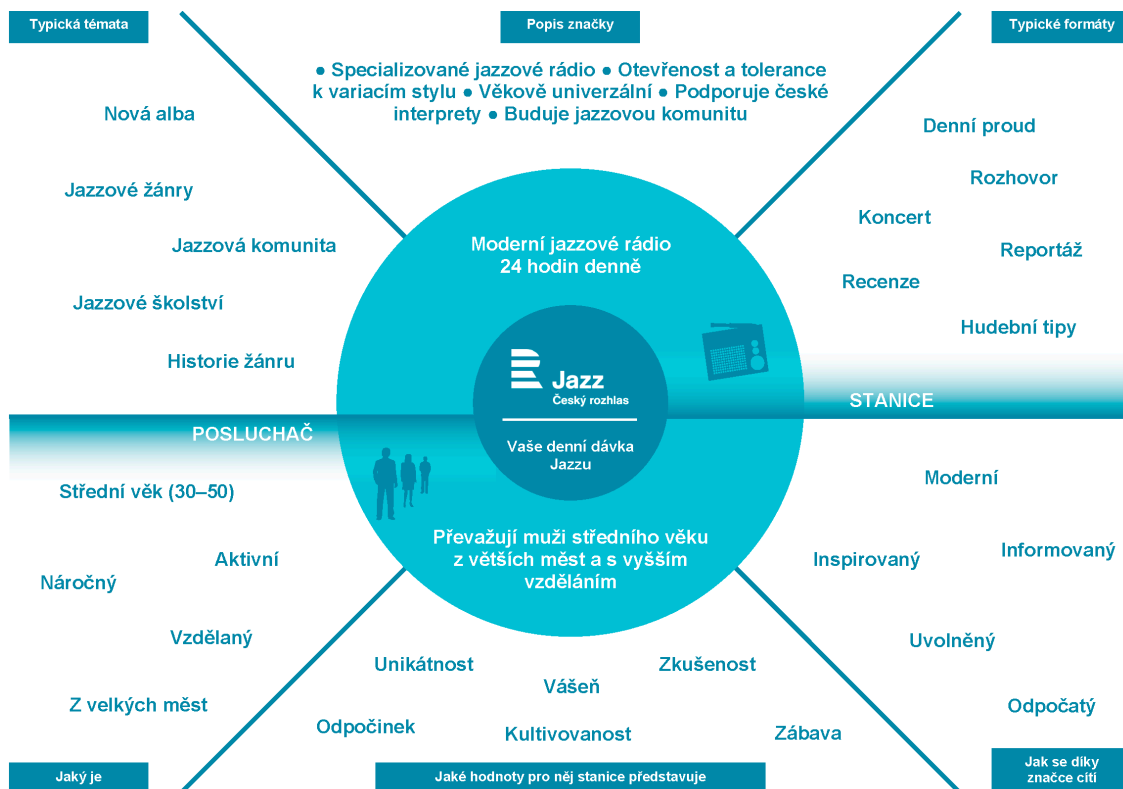 Typická témata
Popis značky
Typické formáty
● Specializované jazzové rádio ● Otevřenost a tolerance
k variacím stylu ● Věkově univerzální ● Podporuje české
interprety ● Buduje jazzovou komunitu
Nová alba
Jazzové žánry
Jazzová komunita
Jazzové školství
Historie žánru
Denní proud
Rozhovor
Koncert
Reportáž
Recenze
Hudební tipy
Moderní jazzové rádio
24 hodin denně
Jazz
Český rozhlas
Vaše denní dávka
Jazzu
STANICE
POSLUCHAČ
Střední věk (30–50)
Aktivní
Náročný
Vzdělaný
Z velkých měst
Převažují muži středního věku
z větších měst a s vyšším
vzděláním
Unikátnost
Zkušenost
Vášeň
Odpočinek
Kultivovanost
Zábava
Moderní
Inspirovaný
Informovaný
Uvolněný
Odpočatý
Jaký je
Jaké hodnoty pro něj stanice představuje
Jak se díky
značce cítí